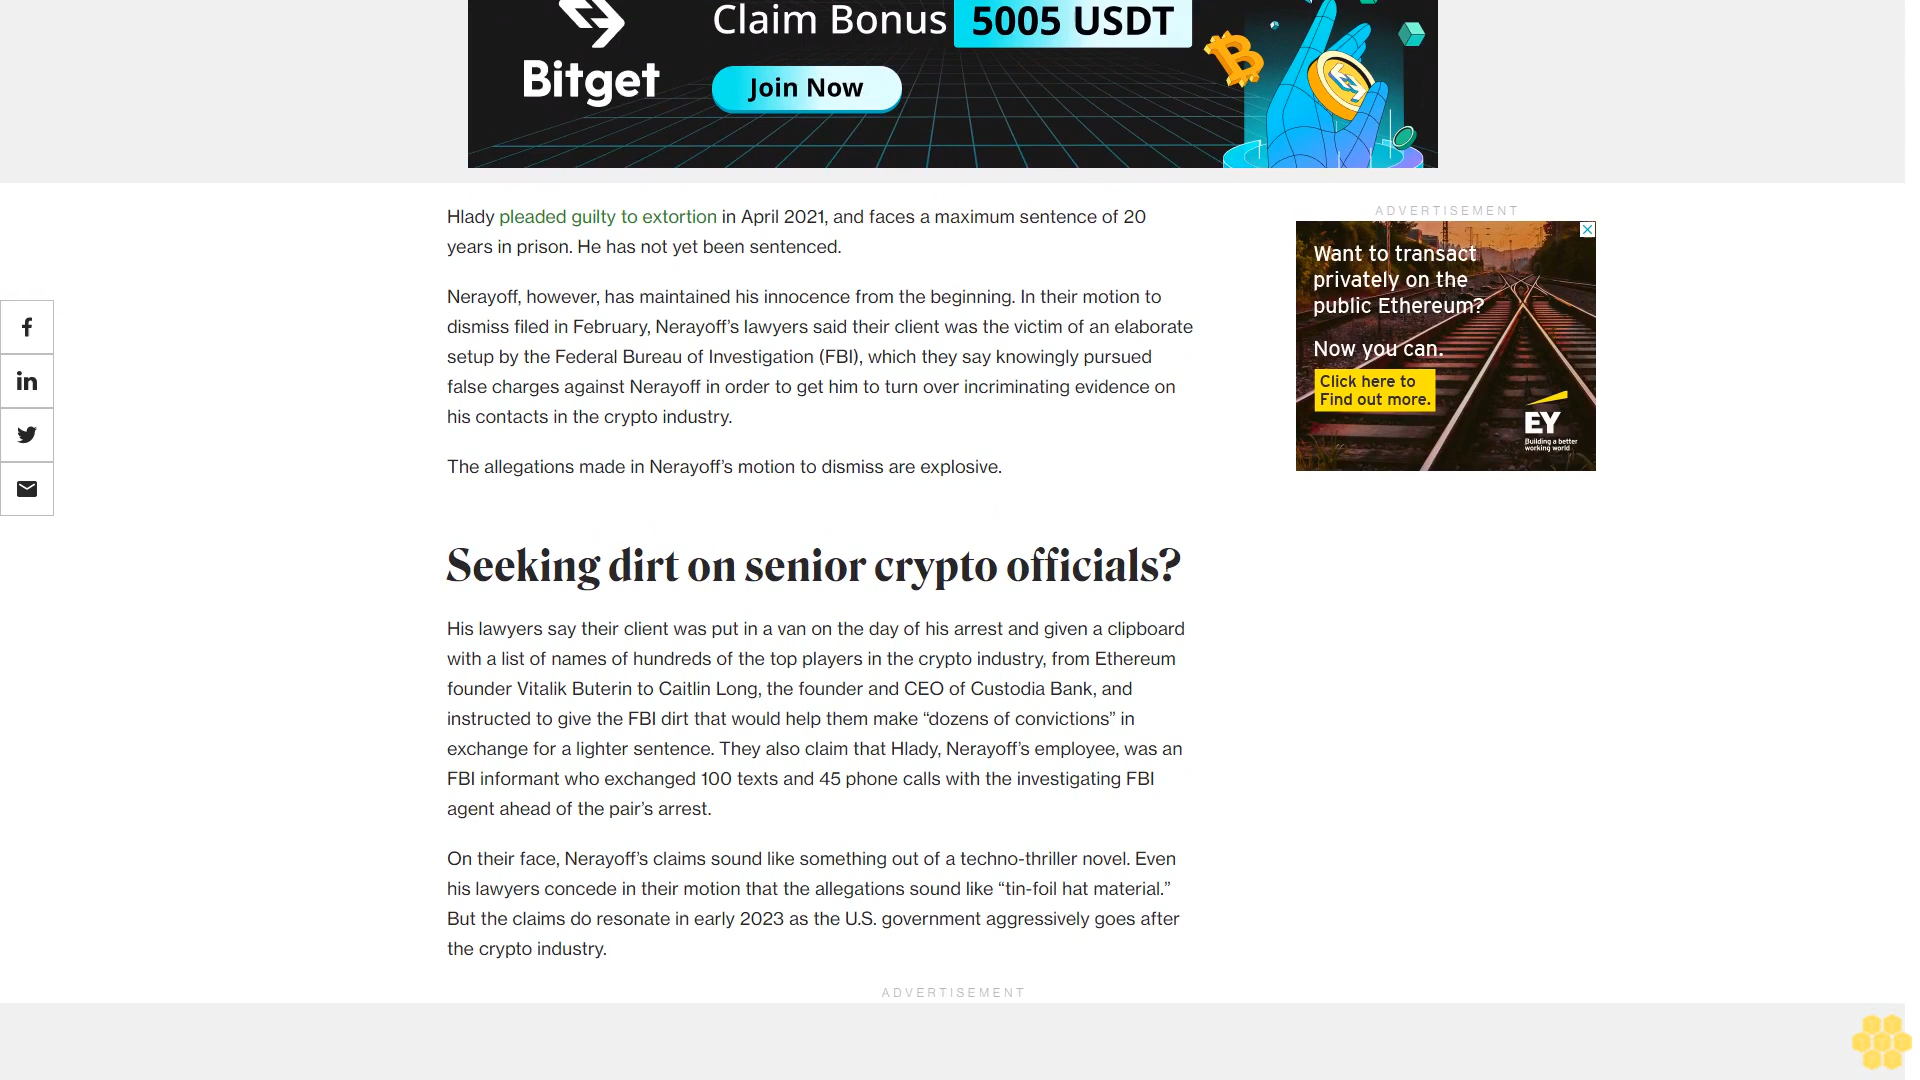 Claim Bonus 5005 USDT
Bitget
Join Now
Hlady pleaded guilty to extortion in April 2021, and faces a maximum sentence of 20
years in prison. He has not yet been sentenced.
Nerayoff, however, has maintained his innocence from the beginning. In their motion to
dismiss filed in February, Nerayoff’s lawyers said their client was the victim of an elaborate
setup by the Federal Bureau of Investigation (FBI), which they say knowingly pursued
false charges against Nerayoff in order to get him to turn over incriminating evidence on
his contacts in the crypto industry.
The allegations made in Nerayoff’s motion to dismiss are explosive.
ADVERTISEMENT
Want to transact
privately on the
public Ethereum?
Now you can.
Click here to
Find out more.
EY
Building a better
working world
Seeking dirt on senior crypto officials?
His lawyers say their client was put in a van on the day of his arrest and given a clipboard
with a list of names of hundreds of the top players in the crypto industry, from Ethereum
founder Vitalik Buterin to Caitlin Long, the founder and CEO of Custodia Bank, and
instructed to give the FBI dirt that would help them make “dozens of convictions” in
exchange for a lighter sentence. They also claim that Hlady, Nerayoff’s employee, was an
FBI informant who exchanged 100 texts and 45 phone calls with the investigating FBI
agent ahead of the pair’s arrest.
On their face, Nerayoff’s claims sound like something out of a techno-thriller novel. Even
his lawyers concede in their motion that the allegations sound like “tin-foil hat material.”
But the claims do resonate in early 2023 as the U.S. government aggressively goes after
the crypto industry.
ADVERTISEMENT